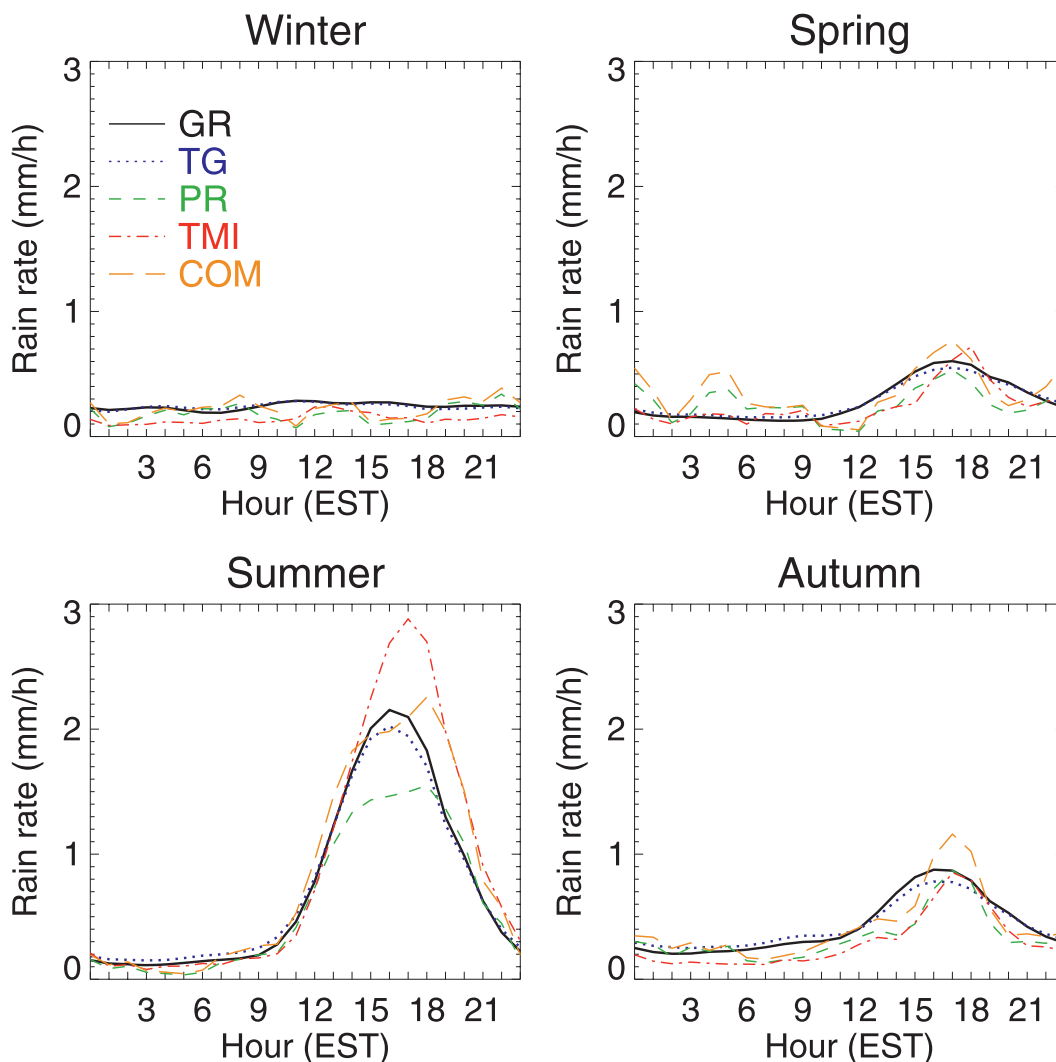 Winter
Rain rate (mm/h)
3
2
1
0
GR
TG
PR
TMI
COM
3 6 9 12 15 18 21
Hour (EST)
Spring
Rain rate (mm/h)
3
2
1
0
3 6 9 12 15 18 21
Hour (EST)
Summer
Rain rate (mm/h)
3
2
1
0
3 6 9 12 15 18 21
Hour (EST)
Autumn
Rain rate (mm/h)
3
2
1
0
3 6 9 12 15 18 21
Hour (EST)